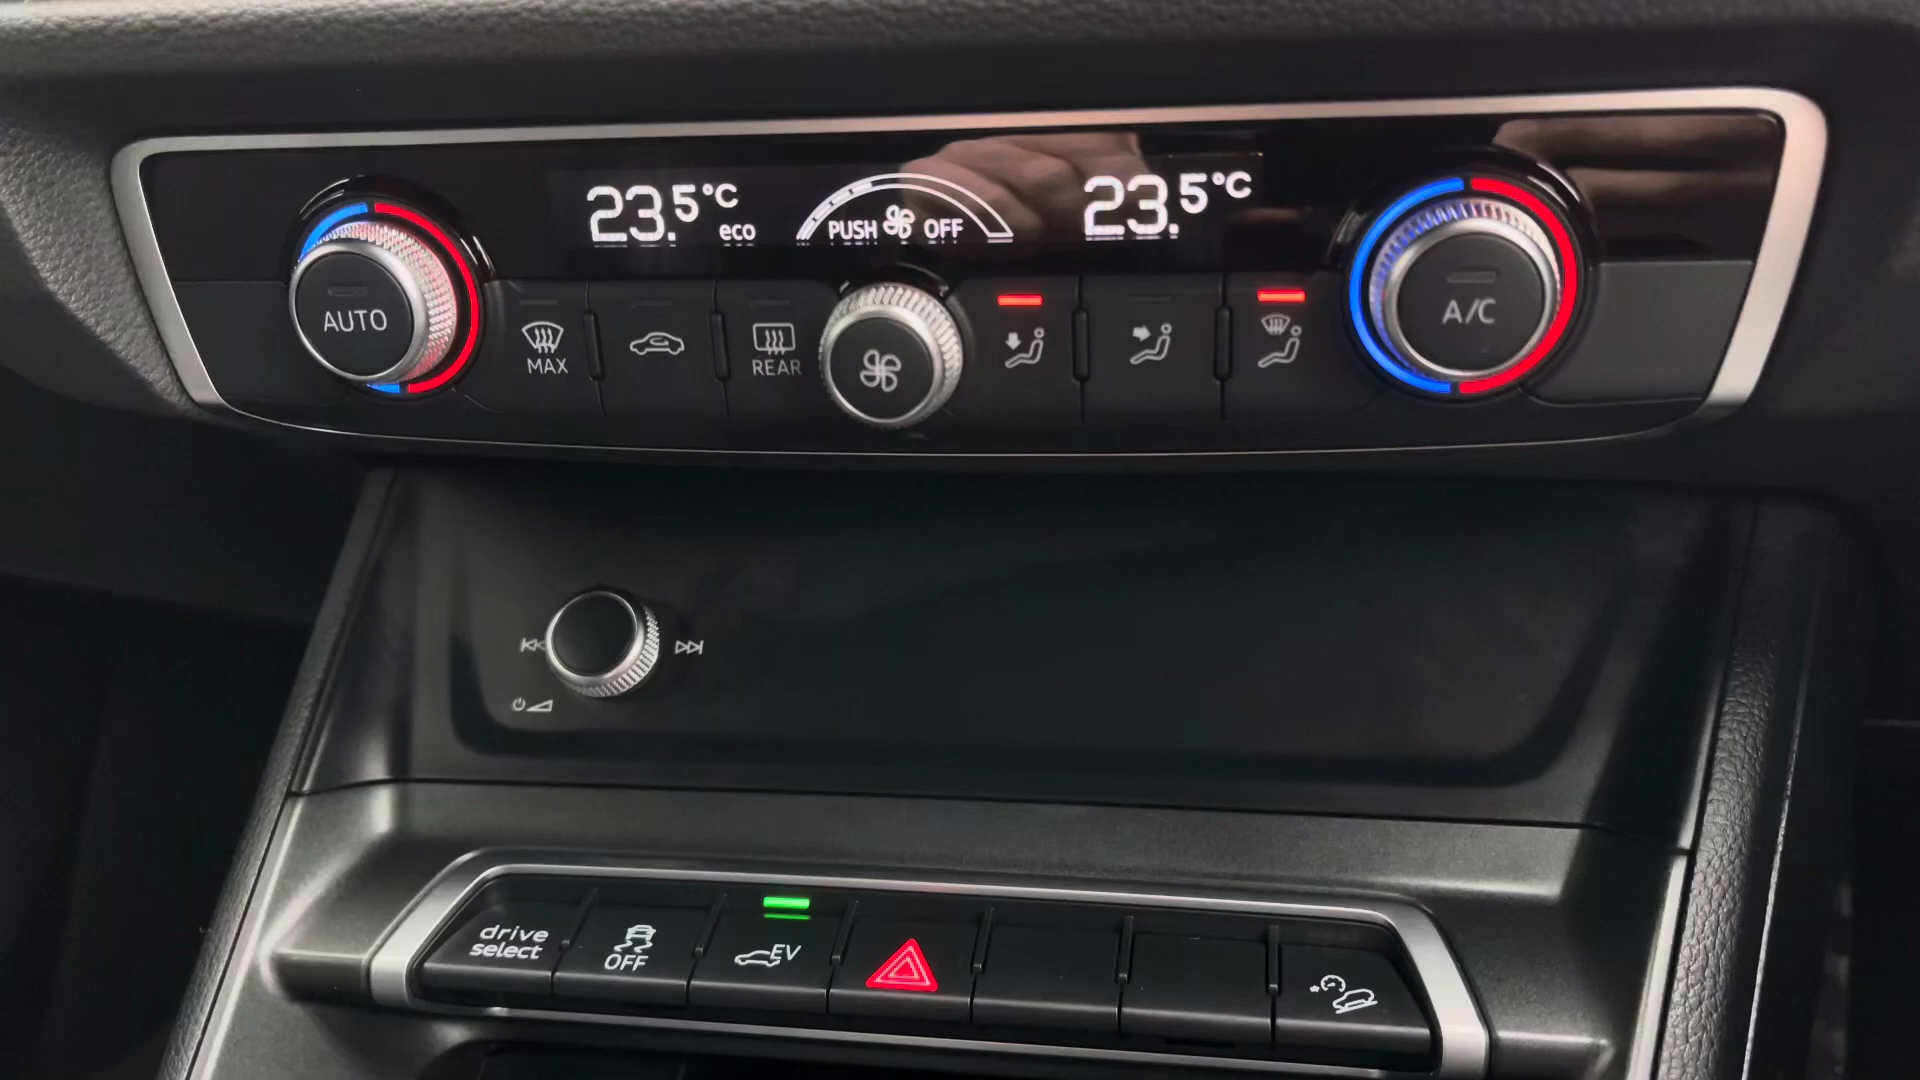 23.5°C
eco
PUSH OFF
23.5°C
AUTO
MAX
REAR
A/C
drive
select
OFF
EV